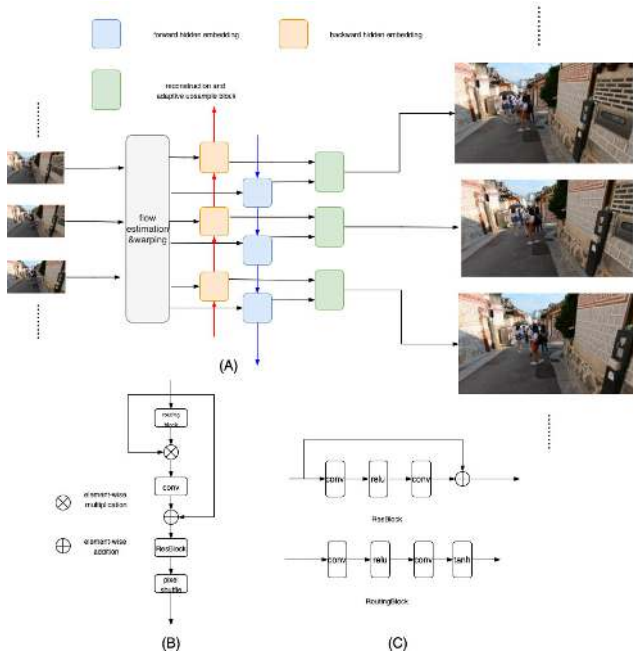 forward hidden embedding
backward hidden embedding
reconstruction and
adaptive upsample block
flow
estimation
&warping
(A)
routing
block
conv
element-wise
multiplication
element-wise
addition
ResBlock
pixel
shuffle
(B)
conv
relu
conv
ResBlock
conv
relu
conv
tanh
RoutingBlock
(C)